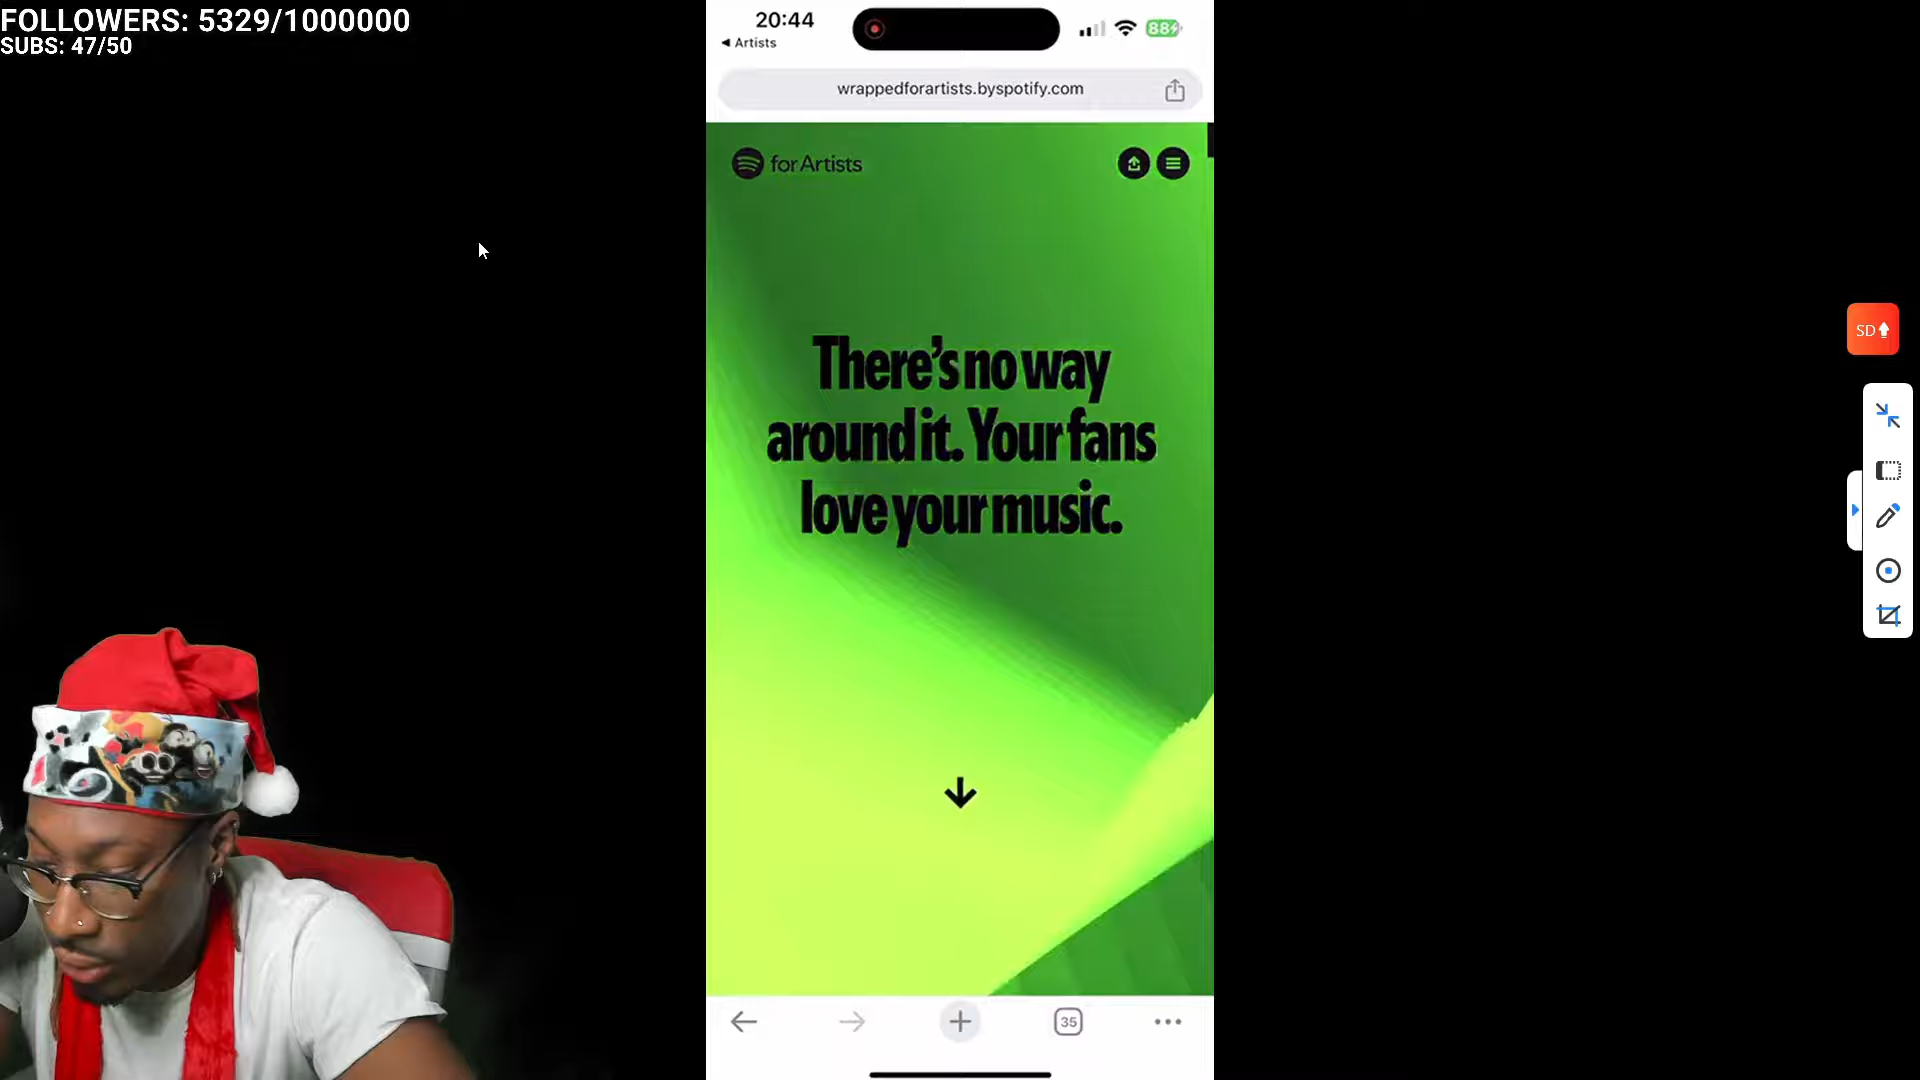 FOLLOWERS: 5329/1000000
SUBS: 47/50
20:44
88
◀ Artists
wrappedforartists.byspotify.com
for Artists
There's no way
around it. Your fans
love your music.
SD
35